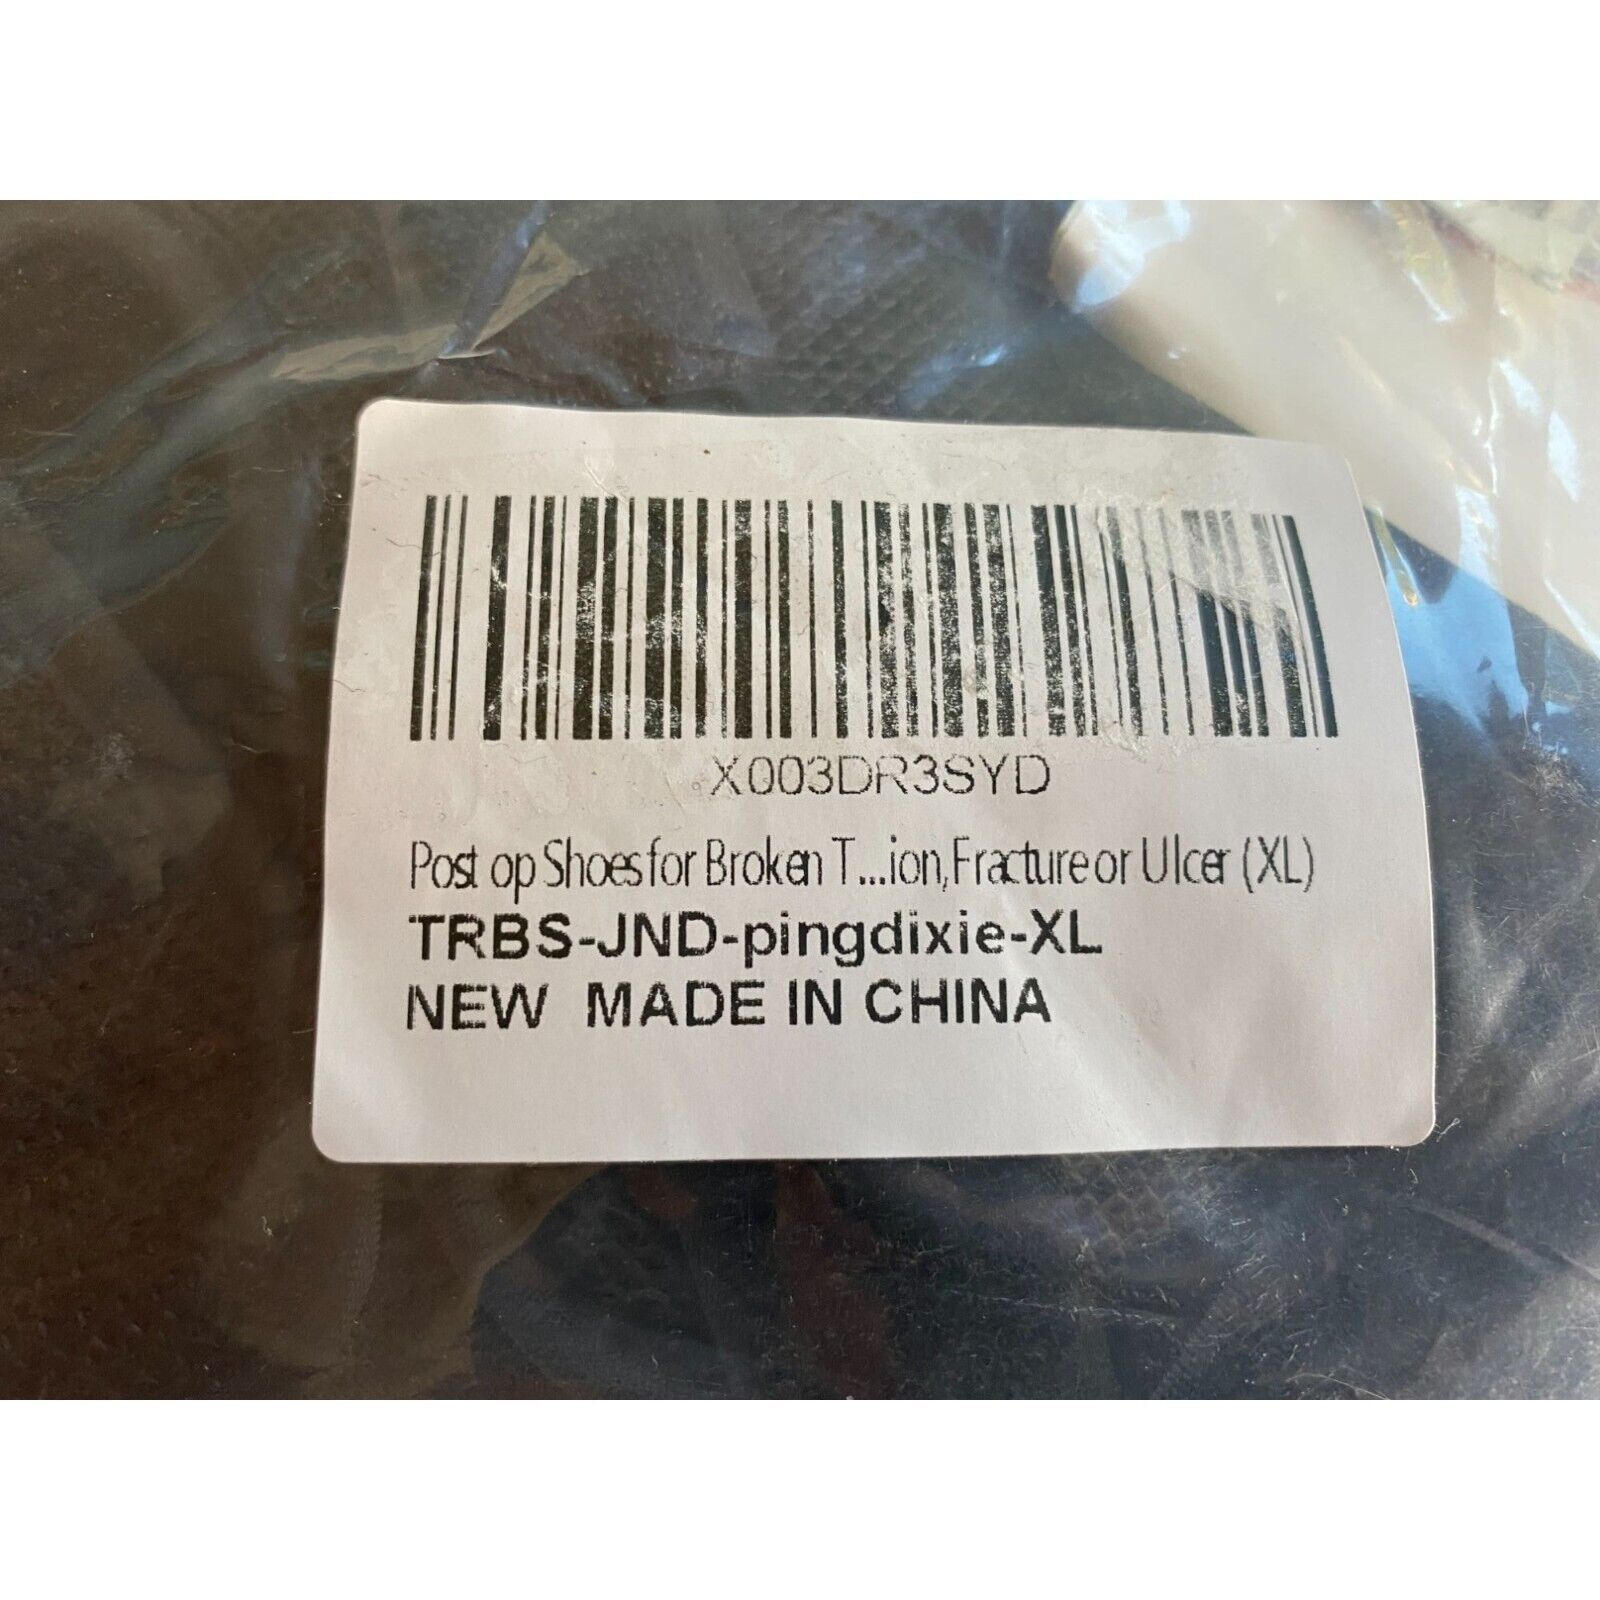 X003DR3SYD
Post op Shoes for Broken T...ion,Fracture or Ulcer (XL)
TRBS-JND-pingdixie-XL
NEW MADE IN CHINA